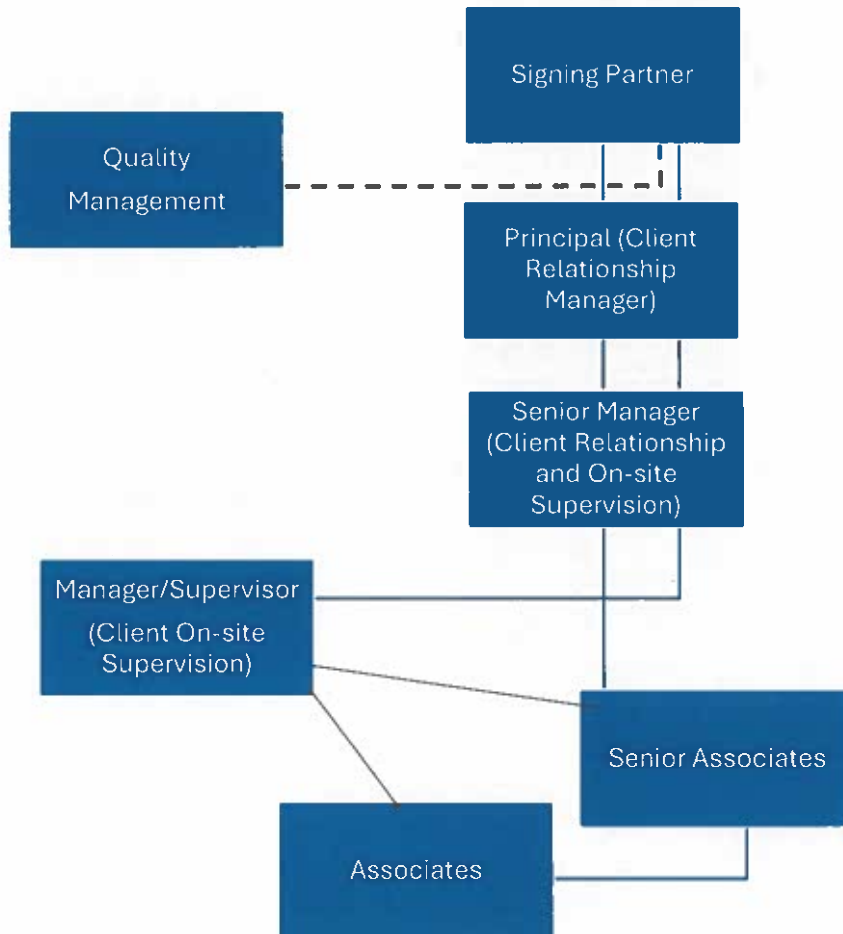 Signing Partner
Quality
Management
Principal (Client
Relationship
Manager)
Senior Manager
(Client Relationship
and On-site
Supervision)
Manager/Supervisor
(Client On-site
Supervision)
Senior Associates
Associates